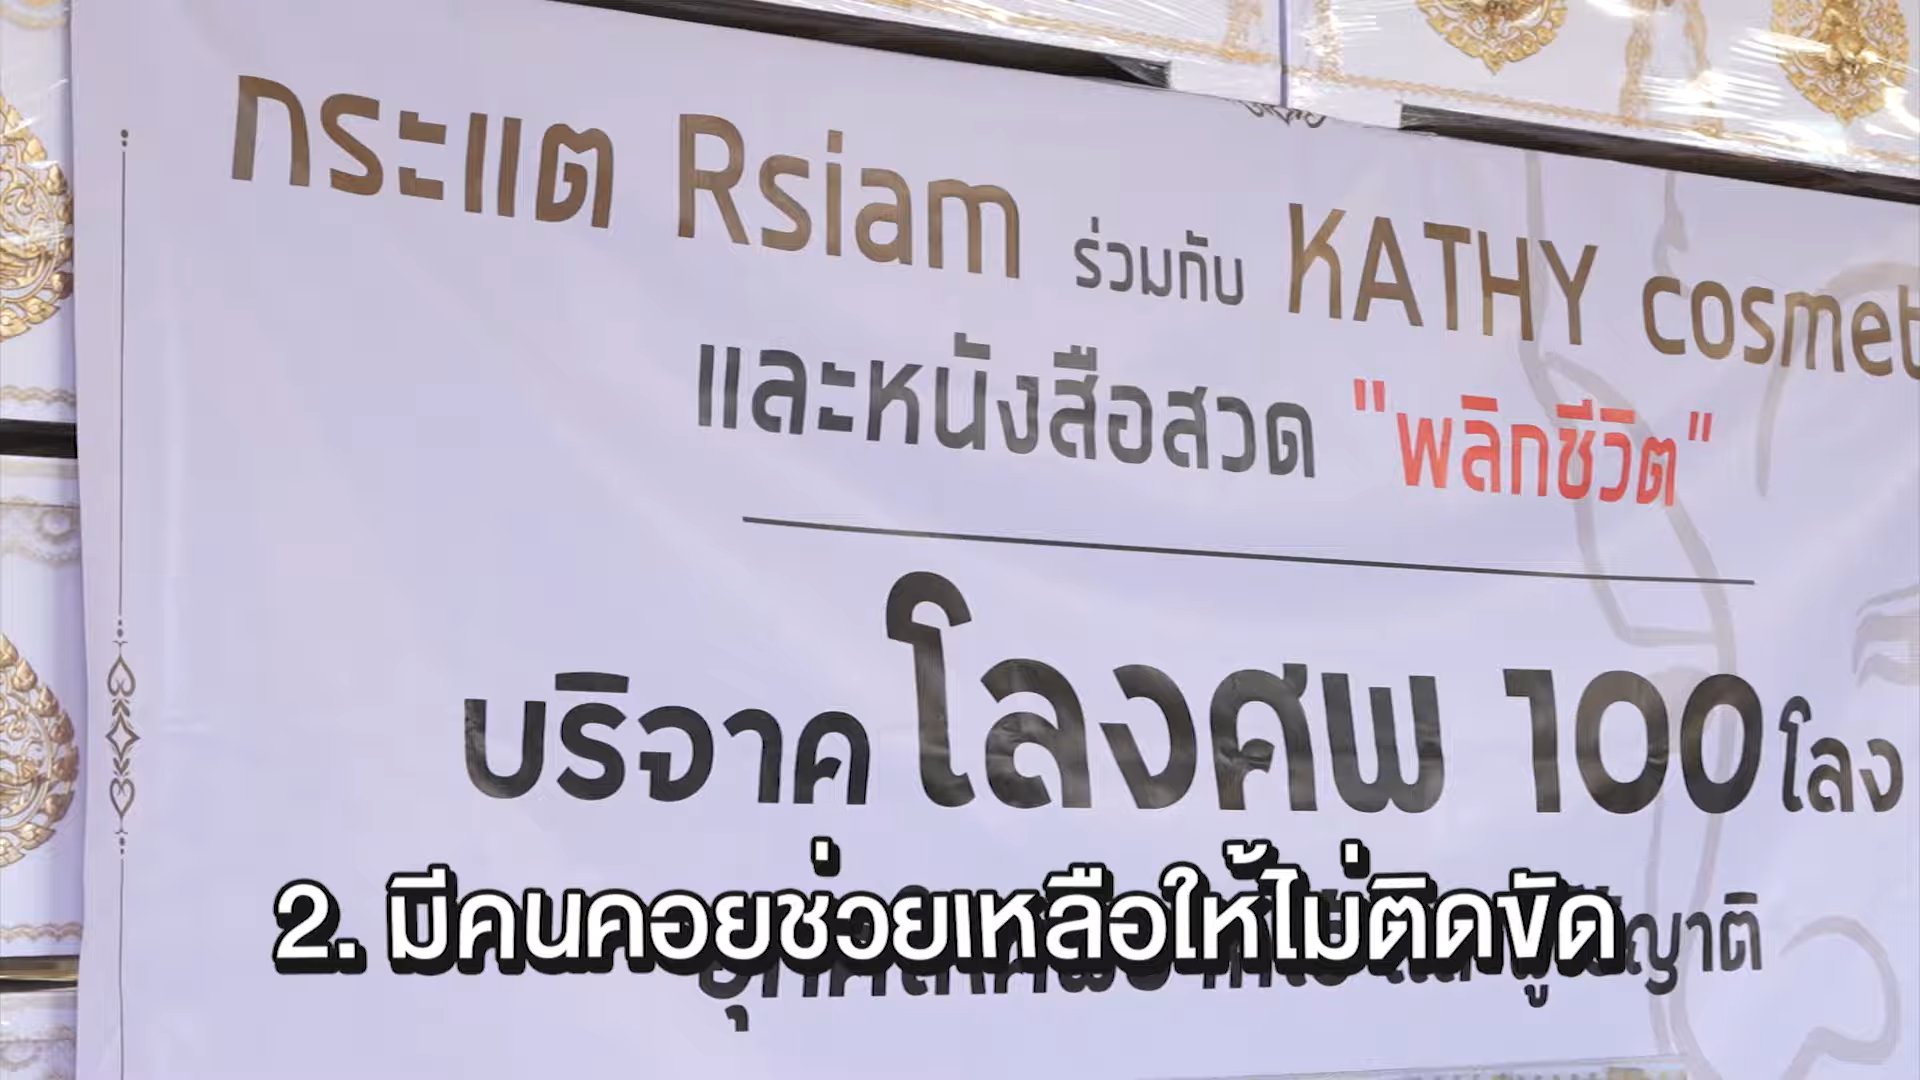 กระแต Rsiam ร่วมกับ KATHY cosmet
และหนังสือสวด "พลิกชีวิต"
บริจาค โลงศพ 100 โลง
2. มีคนคอยช่วยเหลือให้ไม่ติดขัด